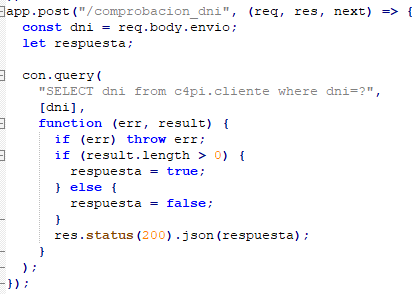 app.post("/comprobacion_dni", (req, res, next) => {
  const dni = req.body.envio;
  let respuesta;

  con.query(
    "SELECT dni from c4pi.cliente where dni=?",
    [dni],
    function (err, result) {
      if (err) throw err;
      if (result.length > 0) {
        respuesta = true;
      } else {
        respuesta = false;
      }
      res.status(200).json(respuesta);
    }
  );
});